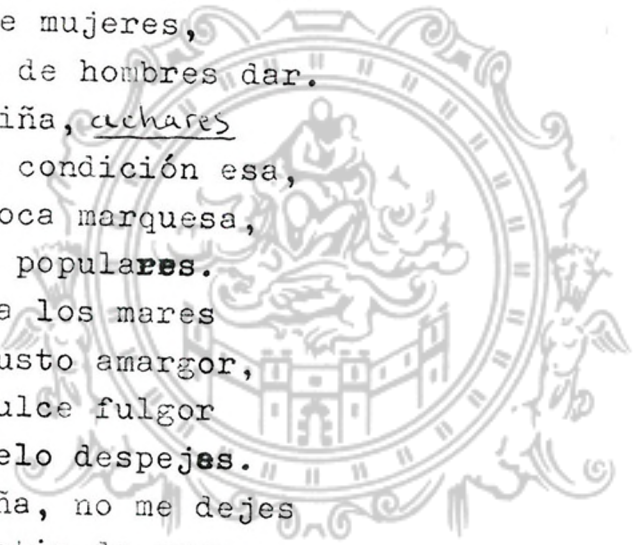 e mujeres,
de hombres dar.
iña, achares
condición esa,
oca marquesa,
populares.
a los mares
usto amargor,
ulce fulgor
elo despejes.
ña, no me dejes